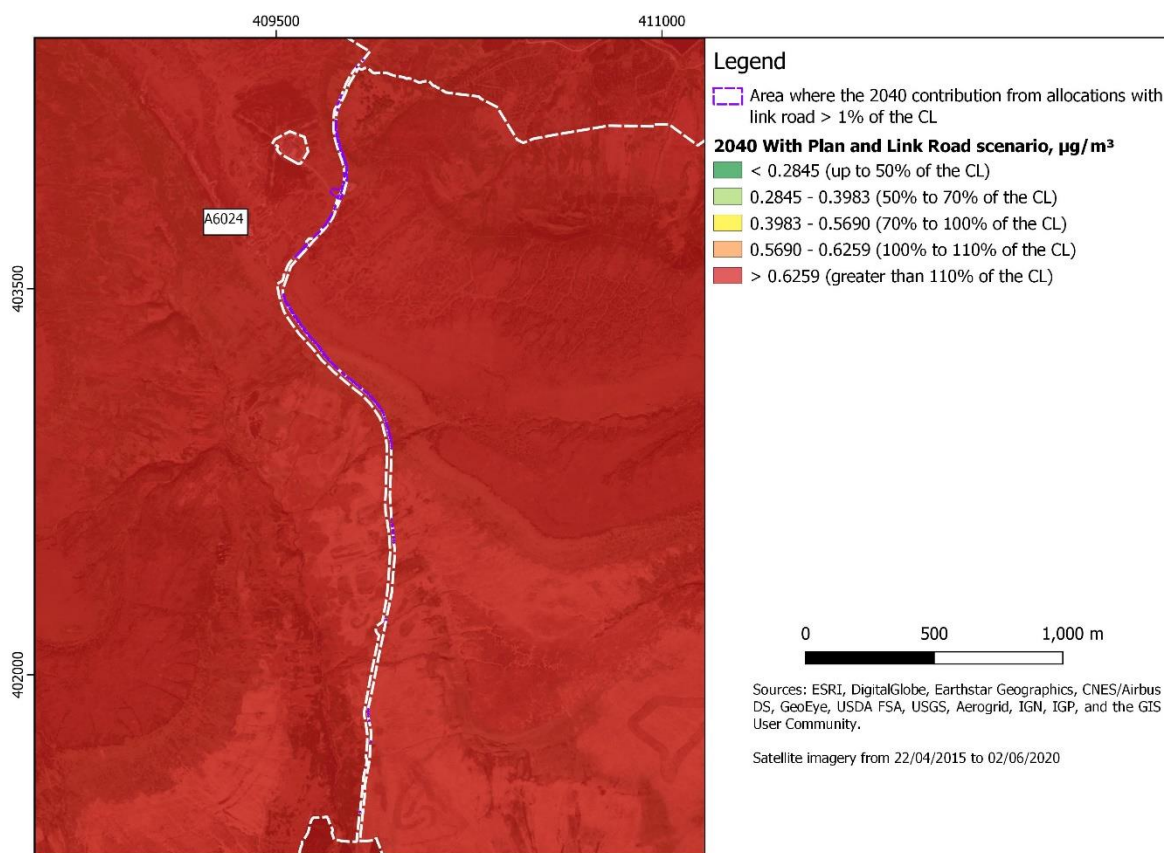 409500
411000
403500
402000
A6024
Legend
Area where the 2040 contribution from allocations with
link road > 1% of the CL
2040 With Plan and Link Road scenario, µg/m³
< 0.2845 (up to 50% of the CL)
0.2845 - 0.3983 (50% to 70% of the CL)
0.3983 - 0.5690 (70% to 100% of the CL)
0.5690 - 0.6259 (100% to 110% of the CL)
> 0.6259 (greater than 110% of the CL)
0 500 1,000 m
Sources: ESRI, DigitalGlobe, Earthstar Geographics, CNES/Airbus
DS, GeoEye, USDA FSA, USGS, Aerogrid, IGN, IGP, and the GIS
User Community.
Satellite imagery from 22/04/2015 to 02/06/2020